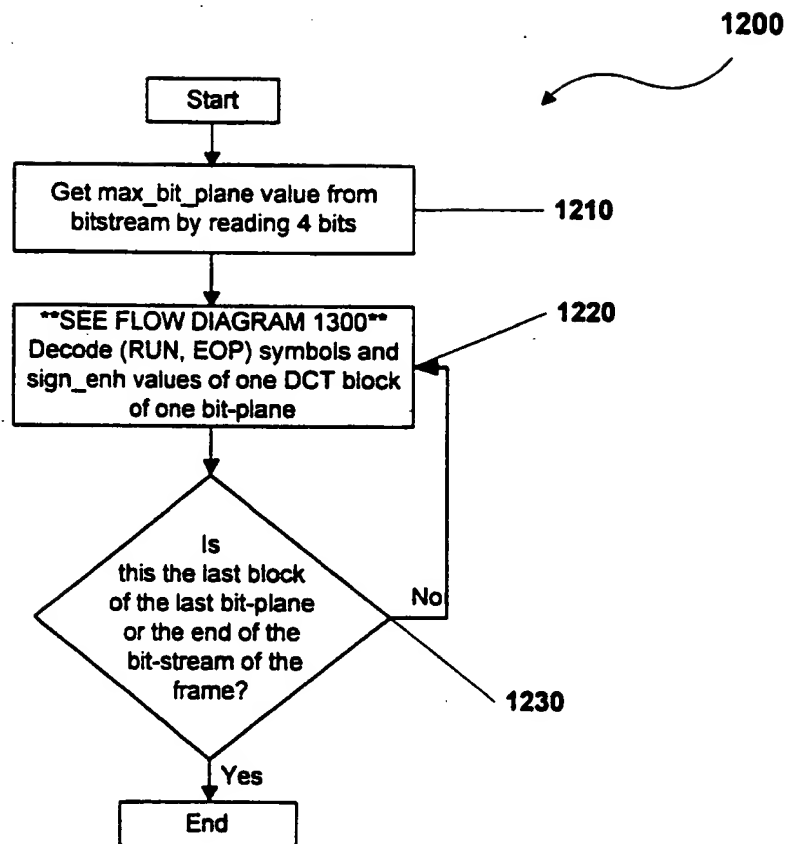 1200
Start
Get max_bit_plane value from
bitstream by reading 4 bits
1210
**SEE FLOW DIAGRAM 1300**
Decode (RUN, EOP) symbols and
sign_enh values of one DCT block
of one bit-plane
1220
Is
this the last block
of the last bit-plane
or the end of the
bit-stream of the
frame?
No
1230
Yes
End